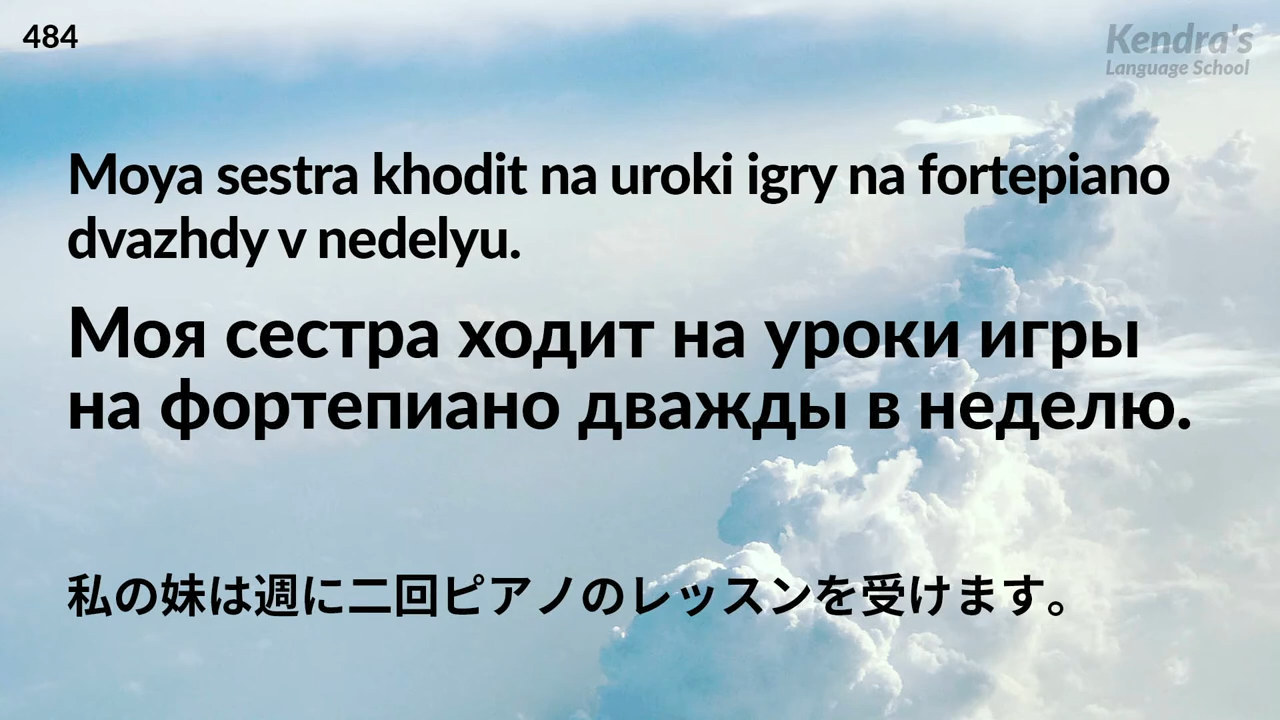 484
Kendra's
Language School
Moya sestra khodit na uroki igry na fortepiano
dvazhdy v nedelyu.
Моя сестра ходит на уроки игры
на фортепиано дважды в неделю.
私の妹は週に二回ピアノのレッスンを受けます。